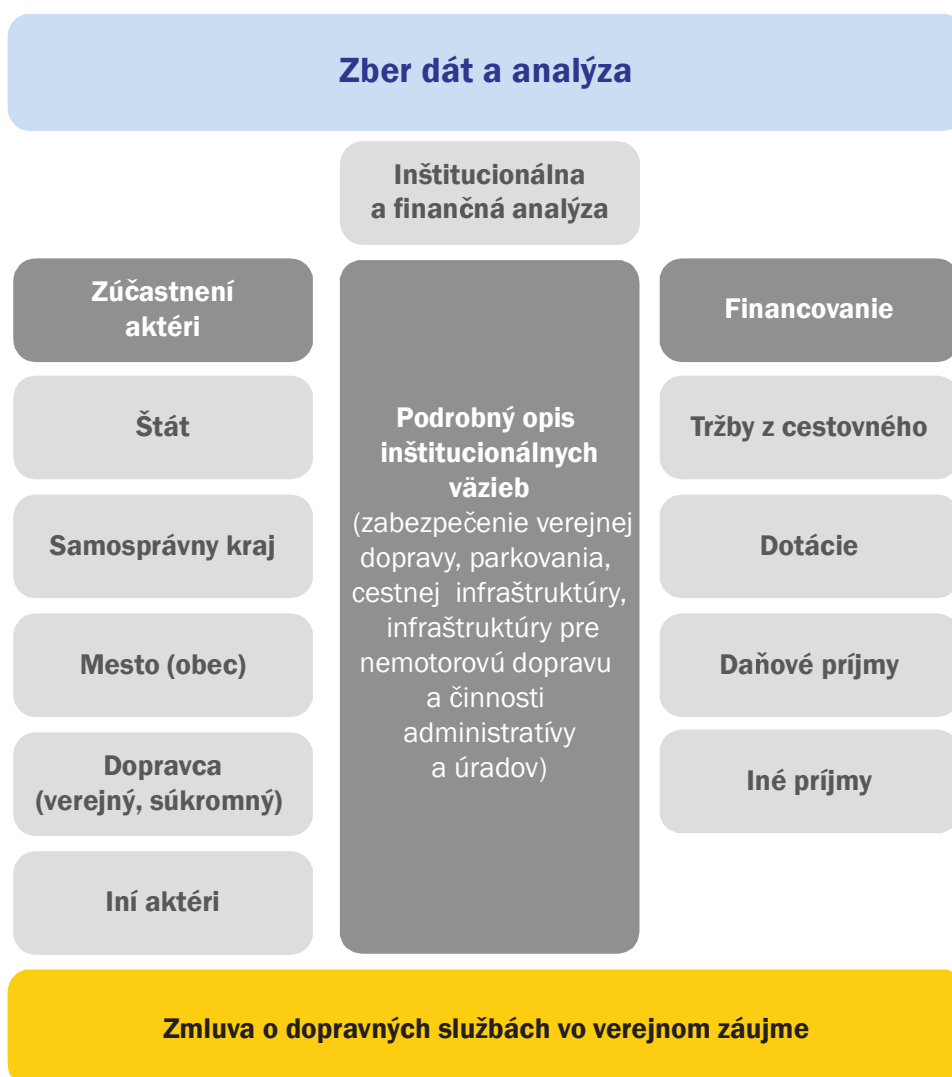 Zber dát a analýza
Inštitucionálna
a finančná analýza
Zúčastnení
aktéri
Štát
Samosprávny kraj
Mesto (obec)
Dopravca
(verejný, súkromný)
Iní aktéri
Podrobný opis
inštitucionálnych
väzieb
(zabezpečenie verejnej
dopravy, parkovania,
cestnej infraštruktúry,
infraštruktúry pre
nemotorovú dopravu
a činnosti
administratívy
a úradov)
Financovanie
Tržby z cestovného
Dotácie
Daňové príjmy
Iné príjmy
Zmluva o dopravných službách vo verejnom záujme